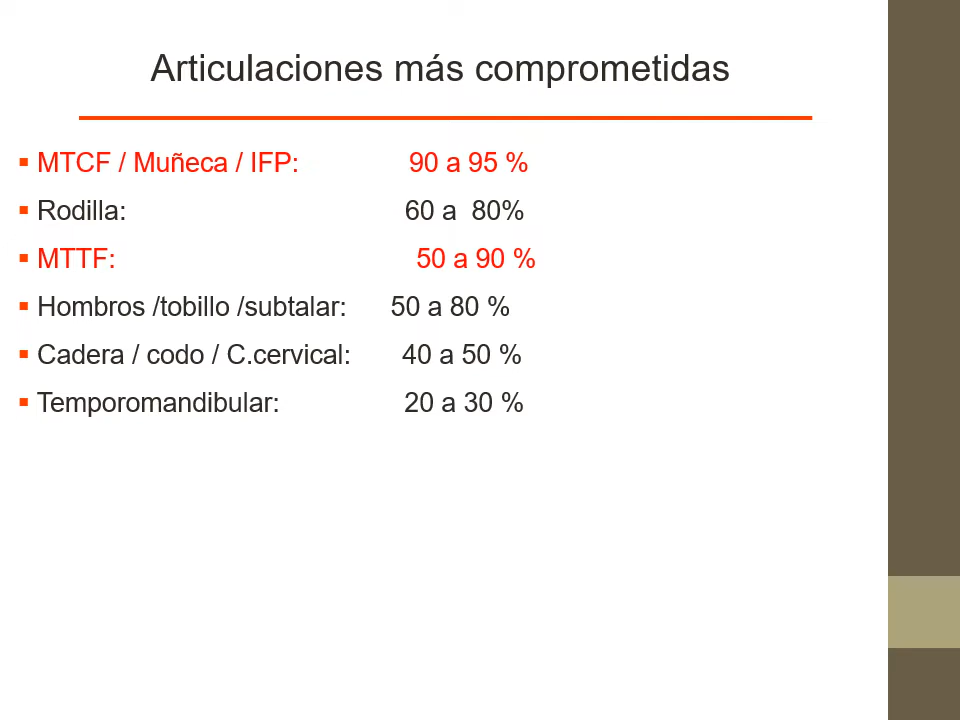 Articulaciones más comprometidas
▪ MTCF / Muñeca / IFP: 90 a 95 %
▪ Rodilla: 60 a 80%
▪ MTTF: 50 a 90 %
▪ Hombros /tobillo /subtalar: 50 a 80 %
▪ Cadera / codo / C.cervical: 40 a 50 %
▪ Temporomandibular: 20 a 30 %